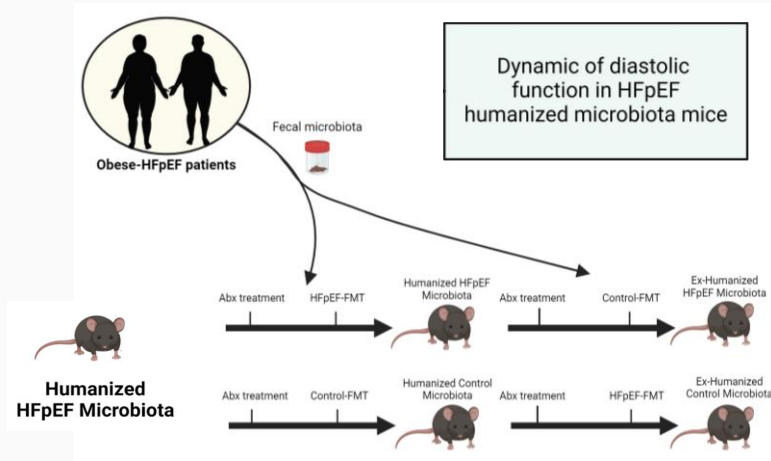 Dynamic of diastolic
function in HFpEF
humanized microbiota mice
Fecal microbiota
Obese-HFpEF patients
Abx treatment
HFpEF-FMT
Humanized HFpEF
Microbiota
Abx treatment
Control-FMT
Ex-Humanized
HFpEF Microbiota
Humanized
HFpEF Microbiota
Abx treatment
Control-FMT
Humanized Control
Microbiota
Abx treatment
HFpEF-FMT
Ex-Humanized
Control Microbiota